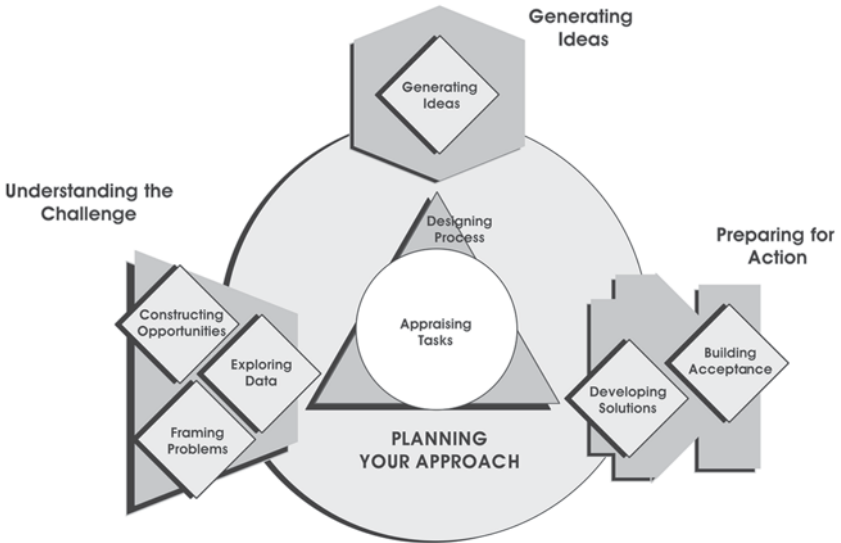 Generating
Ideas
Generating
Ideas
Understanding the
Challenge
Designing
Process
Preparing for
Action
Constructing
Opportunities
Appraising
Tasks
Exploring
Data
Building
Acceptance
Developing
Solutions
Framing
Problems
PLANNING
YOUR APPROACH